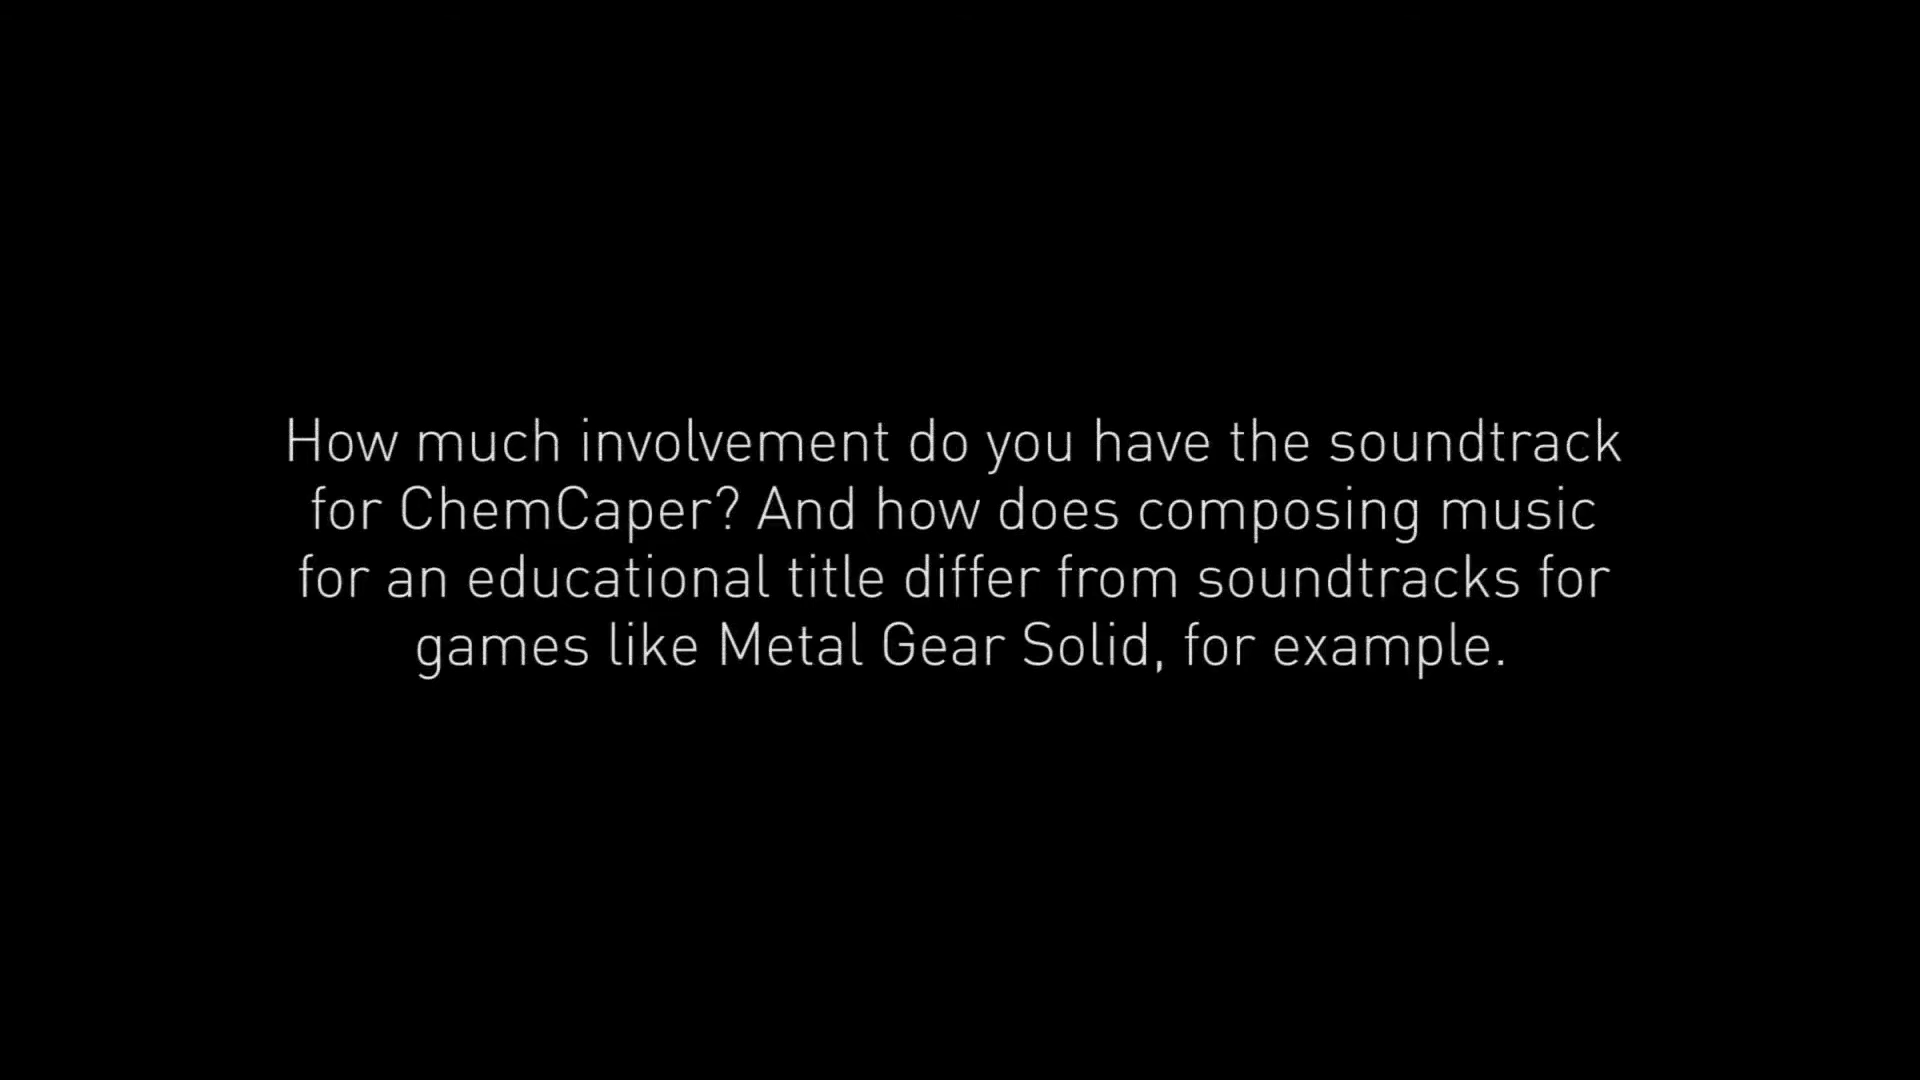 How much involvement do you have the soundtrack
for ChemCaper? And how does composing music
for an educational title differ from soundtracks for
games like Metal Gear Solid, for example.